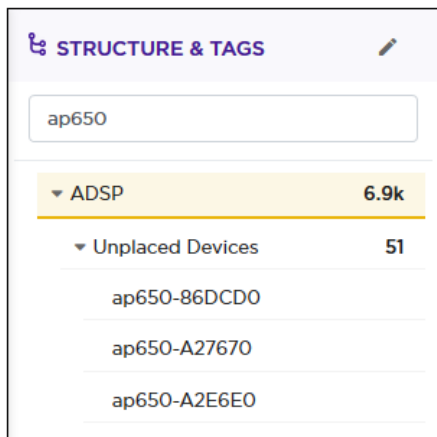 STRUCTURE & TAGS
ap650
ADSP 6.9k
Unplaced Devices 51
ap650-86DCD0
ap650-A27670
ap650-A2E6E0